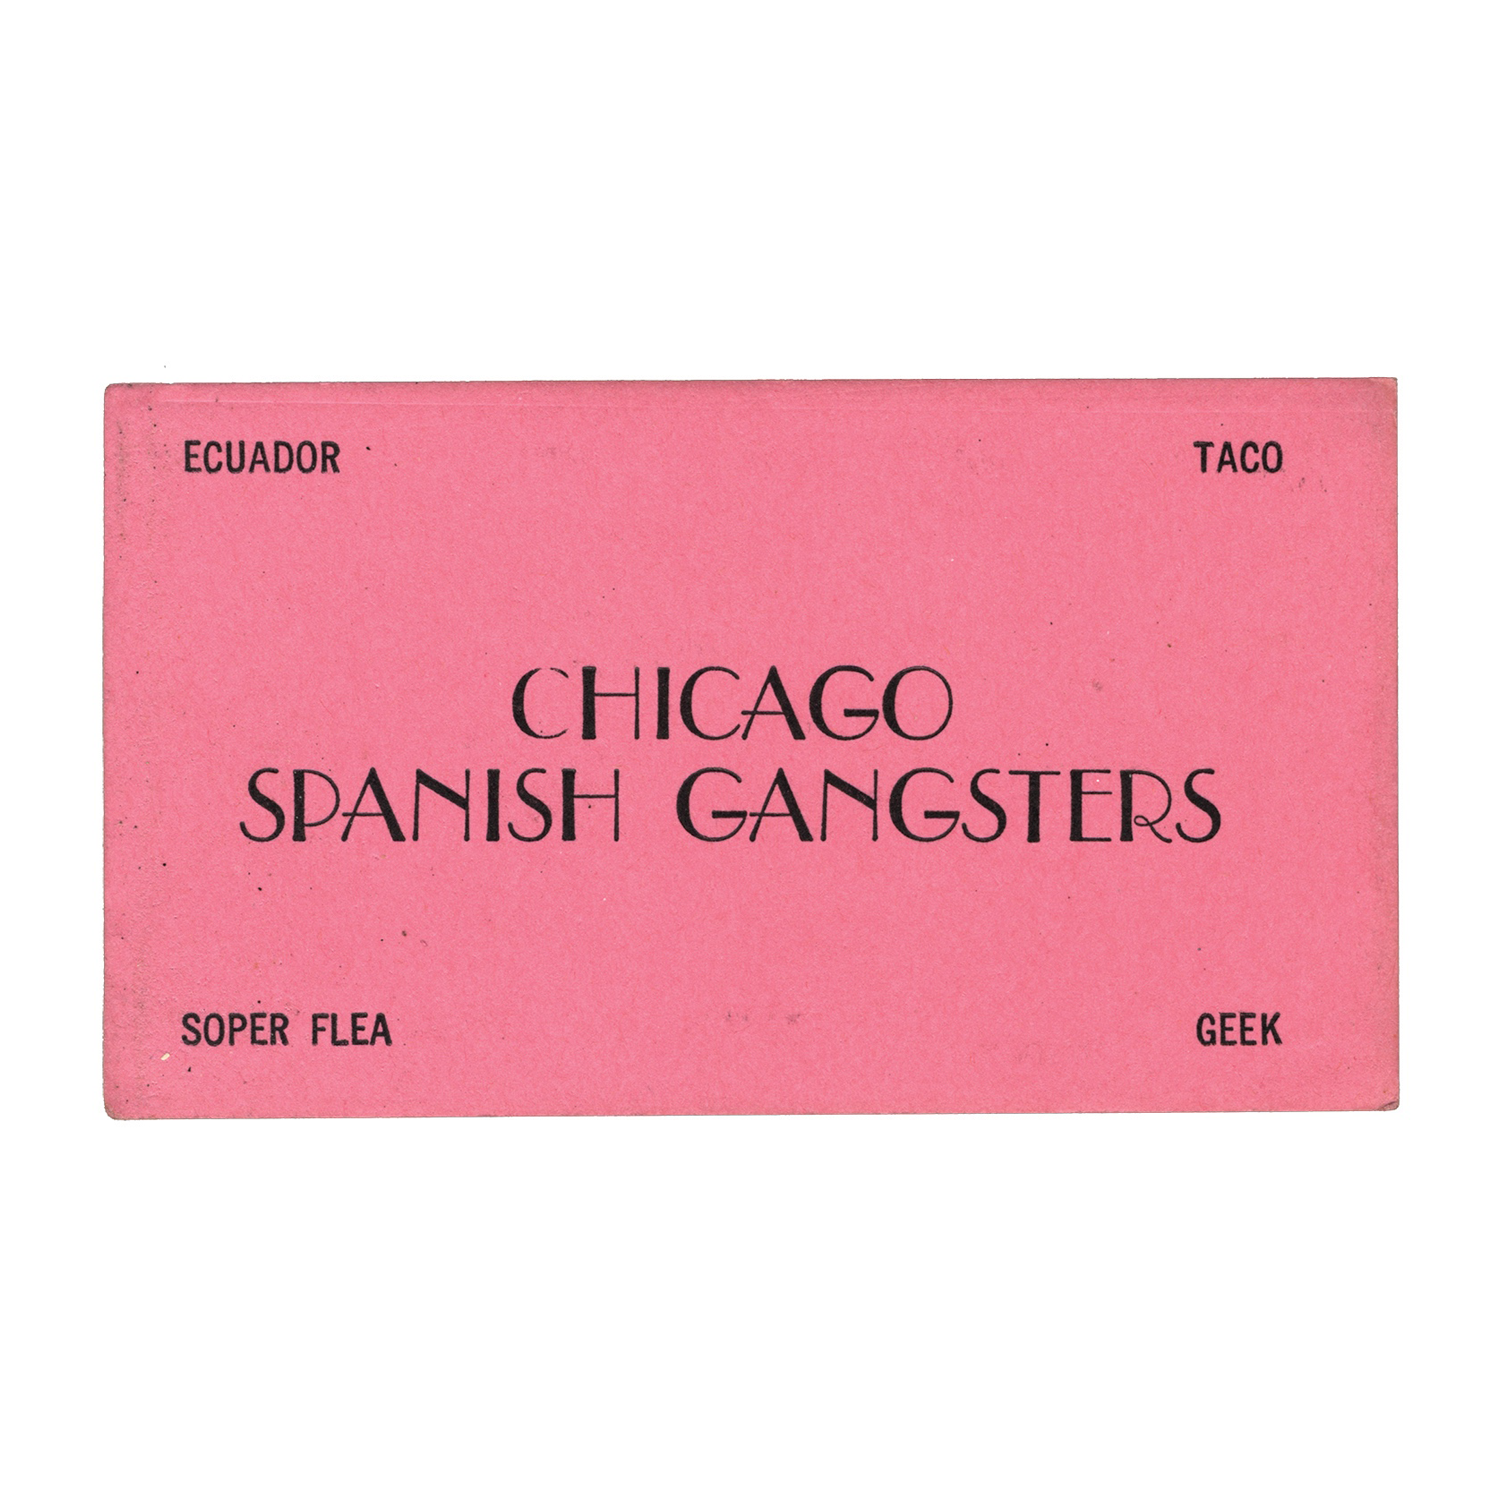 ECUADOR
TACO
CHICAGO
SPANISH GANGSTERS
SOPER FLEA
GEEK